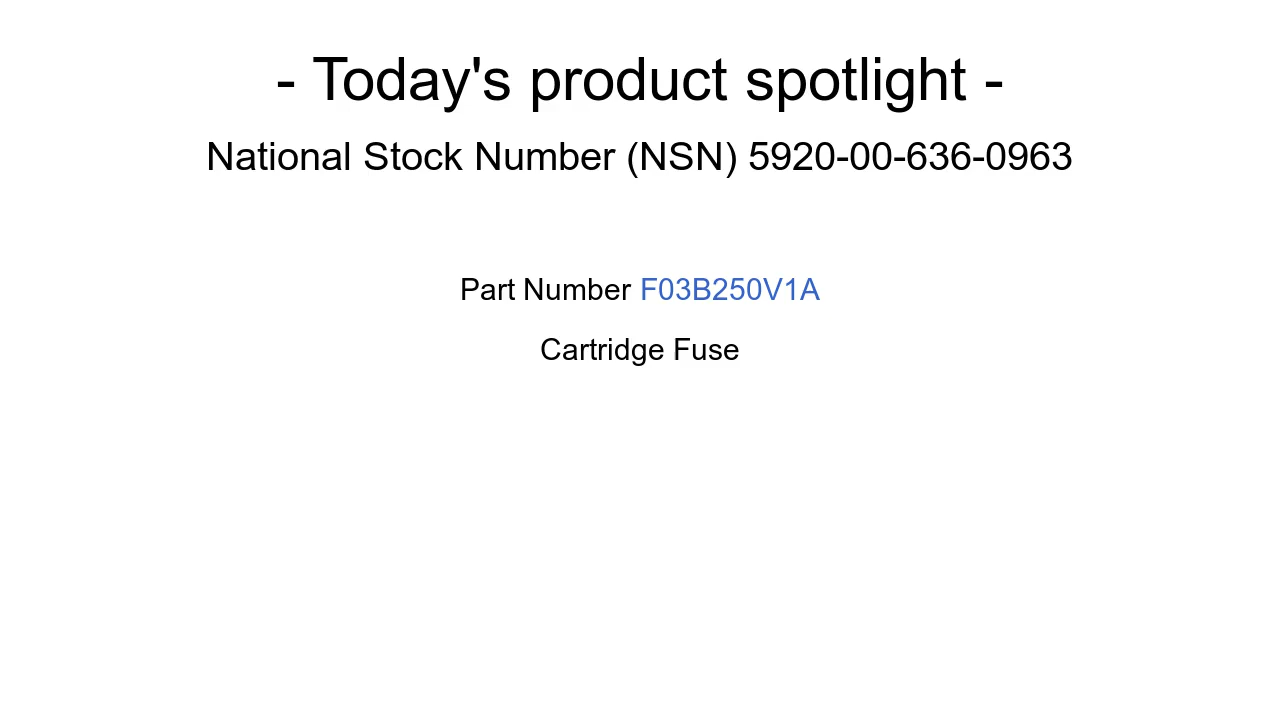 - Today's product spotlight -
National Stock Number (NSN) 5920-00-636-0963
Part Number F03B250V1A
Cartridge Fuse